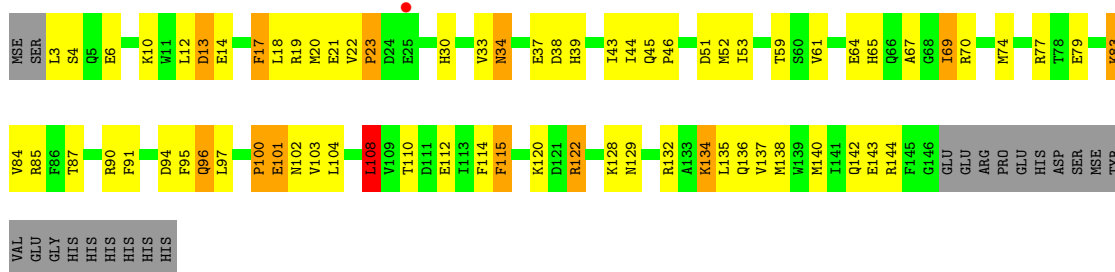 MSE SER L3 S4 Q5 E6 K10 W11 L12 D13 E14 F17 L18 R19 M20 E21 V22 P23 D24 E25 H30 V33 N34 E37 D38 H39 I43 I44 Q45 P46 D51 M52 I53 T59 S60 V61 E64 H65 Q66 A67 G68 I69 R70 M74 R77 T78 E79 K83
V84 R85 F86 T87 R90 F91 D94 F95 Q96 L97 P100 E101 N102 V103 L104 L108 V109 T110 D111 E112 I113 F114 F115 K120 D121 R122 K128 N129 R132 A133 K134 L135 Q136 V137 M138 W139 M140 I141 Q142 E143 R144 F145 G146 GLU GLU ARG PRO GLU HIS ASP SER MSE TYR
VAL GLU GLY HIS HIS HIS HIS HIS HIS